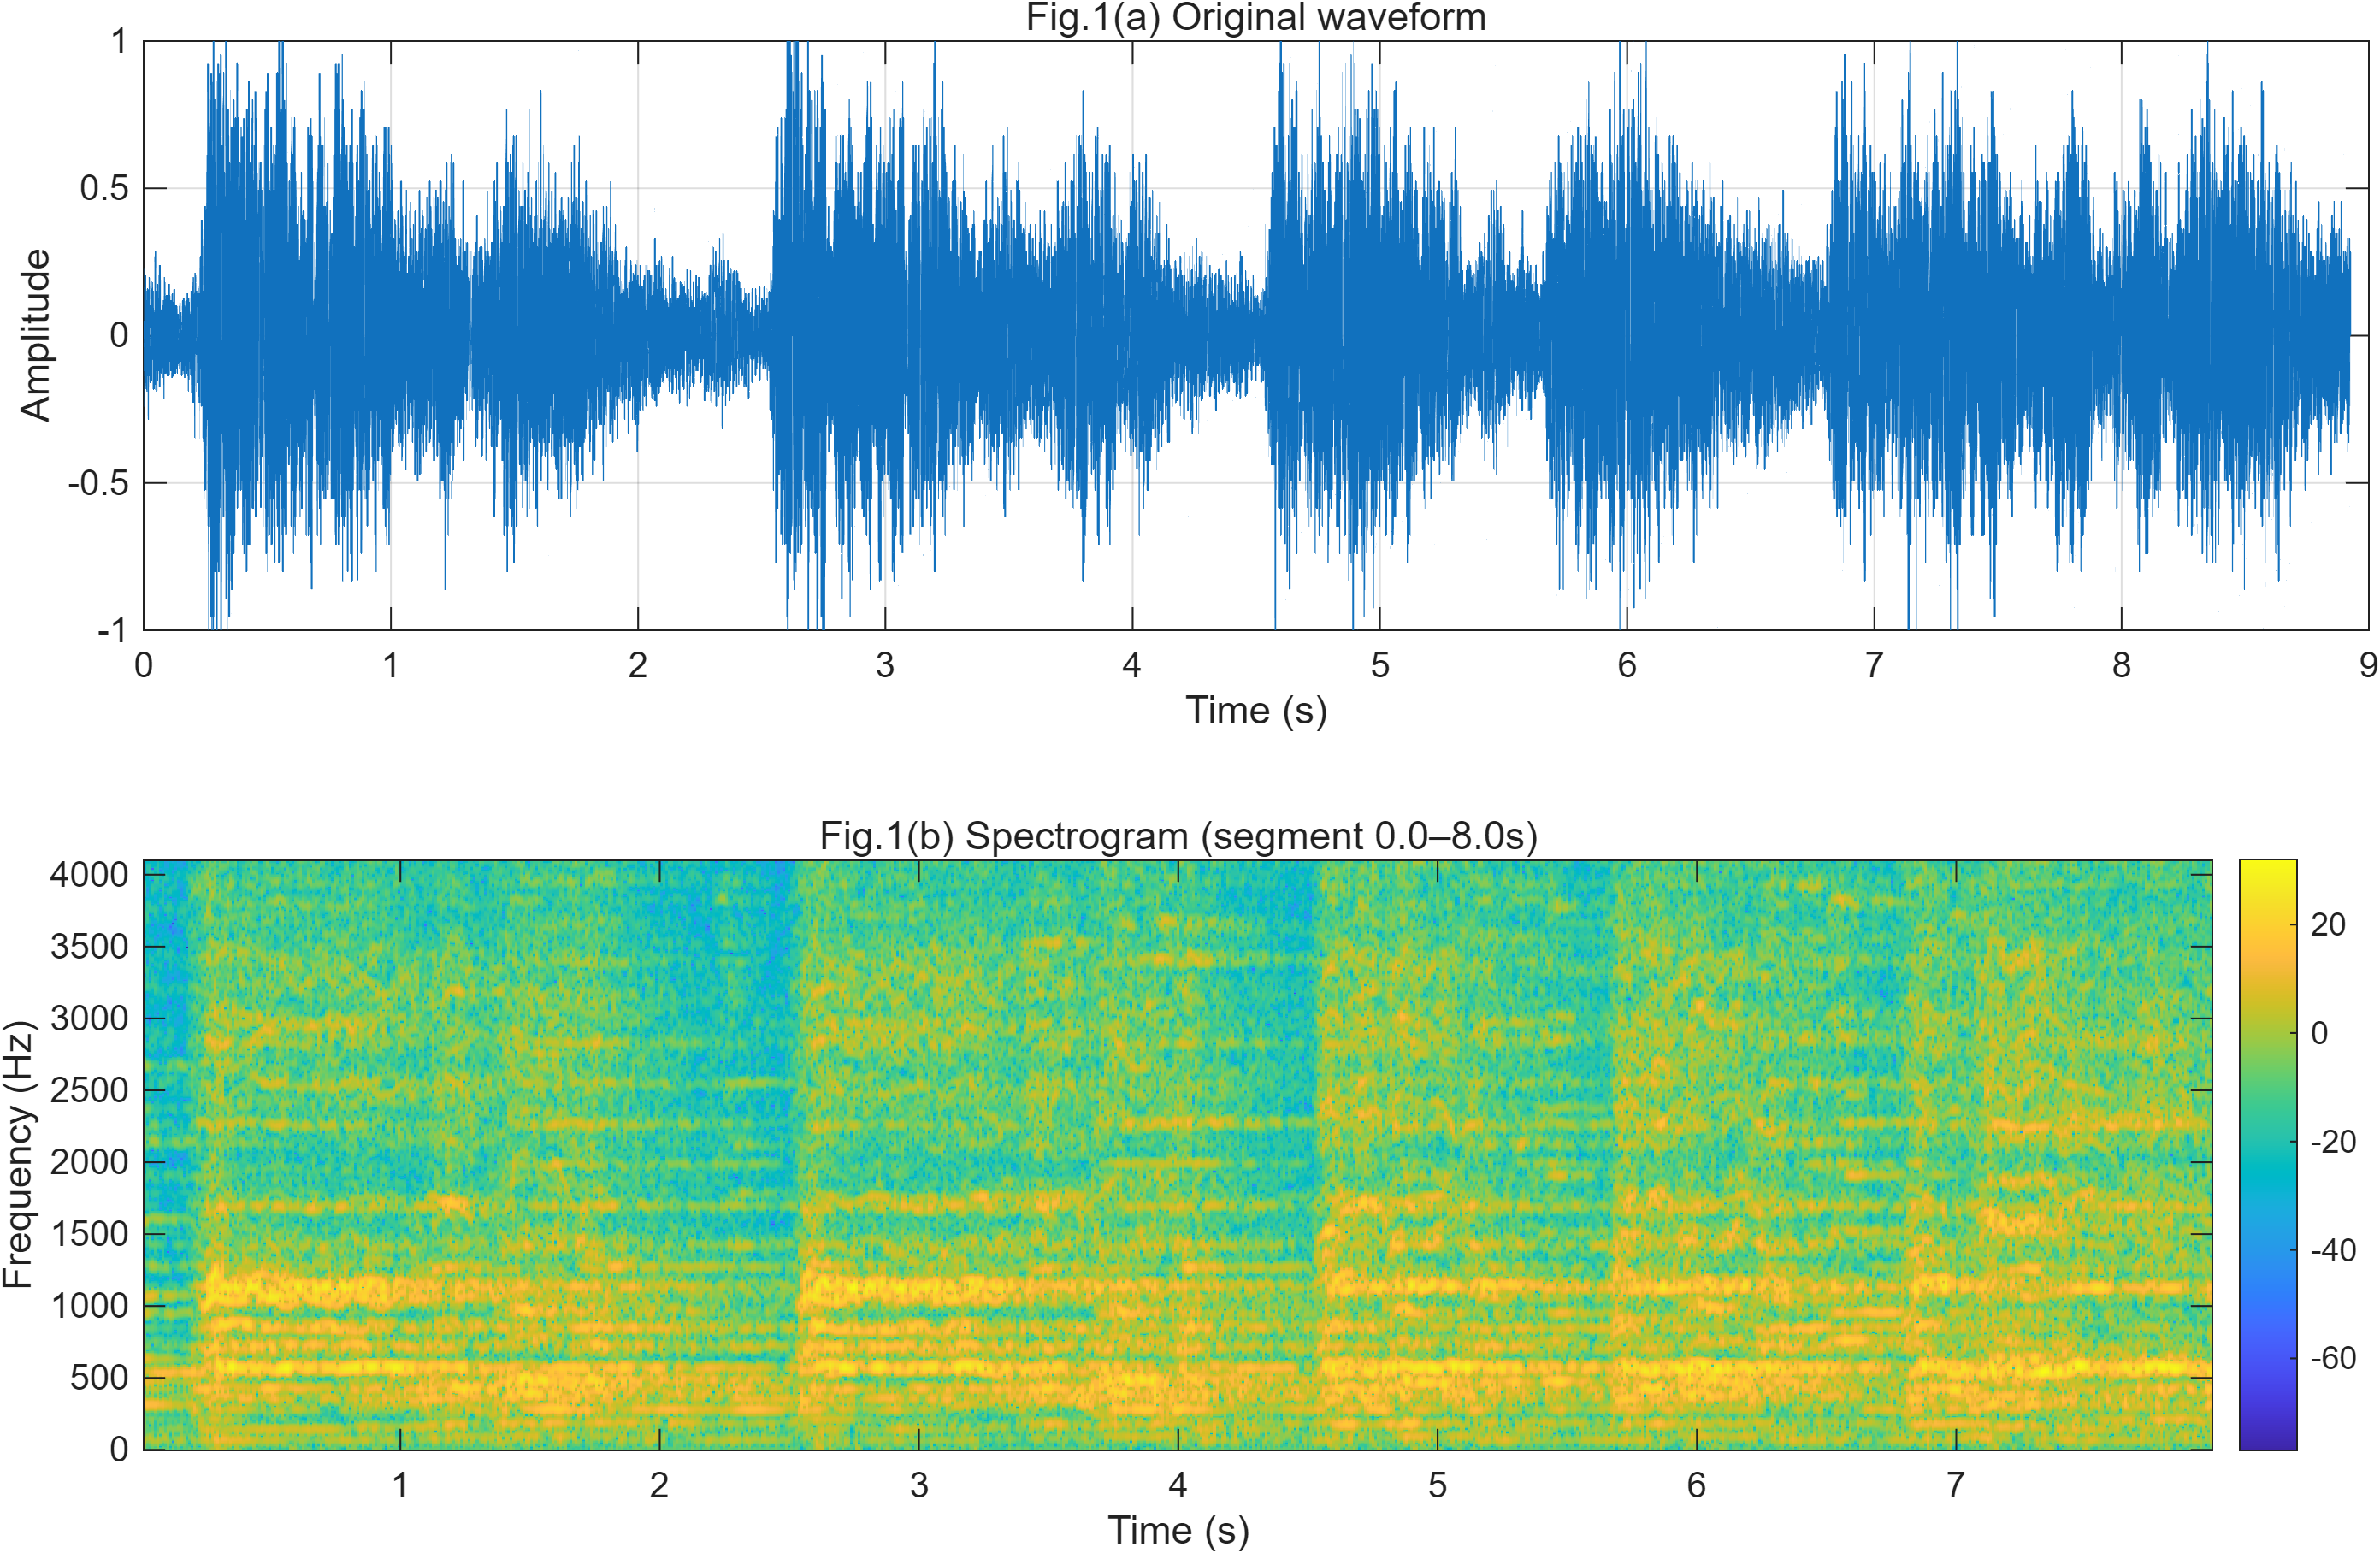 Fig.1(a) Original waveform
1
0.5
0
-0.5
-1
Amplitude
0 1 2 3 4 5 6 7 8 9
Time (s)
Fig.1(b) Spectrogram (segment 0.0–8.0s)
4000
3500
3000
2500
2000
1500
1000
500
0
Frequency (Hz)
1 2 3 4 5 6 7
Time (s)
20
0
-20
-40
-60